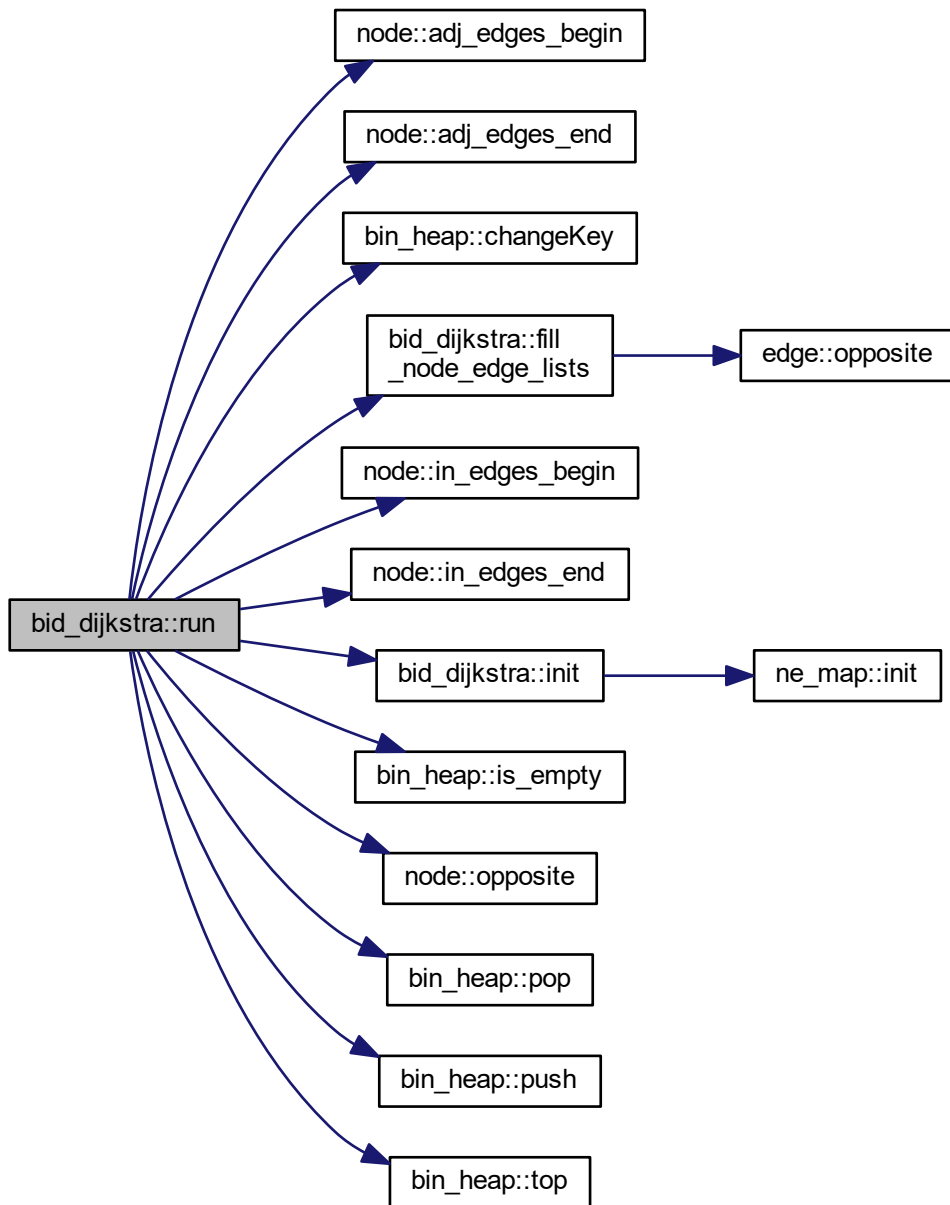 node::adj_edges_begin
node::adj_edges_end
bin_heap::changeKey
bid_dijkstra::fill
_node_edge_lists
edge::opposite
node::in_edges_begin
node::in_edges_end
bid_dijkstra::run
bid_dijkstra::init
ne_map::init
bin_heap::is_empty
node::opposite
bin_heap::pop
bin_heap::push
bin_heap::top